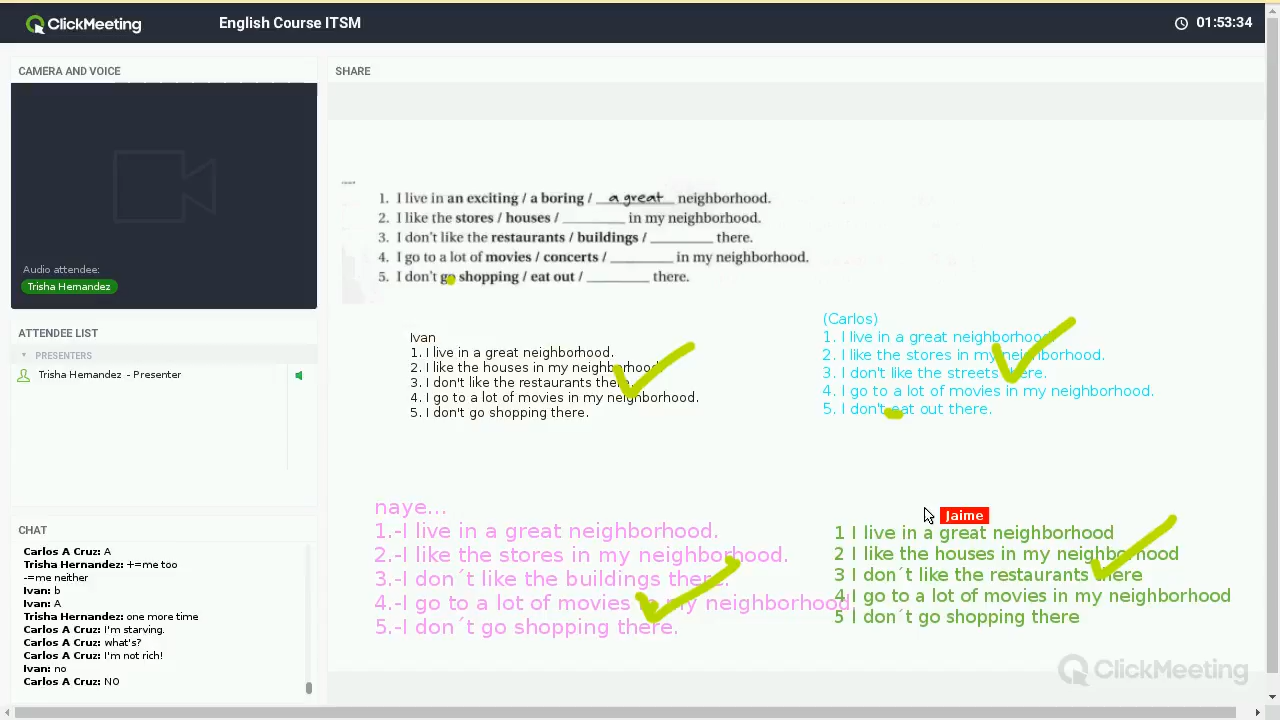 ClickMeeting
English Course ITSM
01:53:34
CAMERA AND VOICE
Audio attendee:
Trisha Hernandez
ATTENDEE LIST
PRESENTERS
Trisha Hernandez - Presenter
CHAT
Carlos A Cruz: A
Trisha Hernandez: +=me too
-=me neither
Ivan: b
Ivan: A
Trisha Hernandez: one more time
Carlos A Cruz: I'm starving.
Carlos A Cruz: what's?
Carlos A Cruz: I'm not rich!
Ivan: no
Carlos A Cruz: NO
SHARE
1. I live in an exciting / a boring / a great neighborhood.
2. I like the stores / houses / ________ in my neighborhood.
3. I don't like the restaurants / buildings / ________ there.
4. I go to a lot of movies / concerts / ________ in my neighborhood.
5. I don't go shopping / eat out / ________ there.
Ivan
1. I live in a great neighborhood.
2. I like the houses in my neighborhood.
3. I don't like the restaurants there.
4. I go to a lot of movies in my neighborhood.
5. I don't go shopping there.
(Carlos)
1. I live in a great neighborhood.
2. I like the stores in my neighborhood.
3. I don't like the streets there.
4. I go to a lot of movies in my neighborhood.
5. I don't eat out there.
naye...
1.-I live in a great neighborhood.
2.-I like the stores in my neighborhood.
3.-I don´t like the buildings there.
4.-I go to a lot of movies in my neighborhood.
5.-I don´t go shopping there.
Jaime
1 I live in a great neighborhood
2 I like the houses in my neighborhood
3 I don´t like the restaurants there
4 I go to a lot of movies in my neighborhood
5 I don´t go shopping there
ClickMeeting